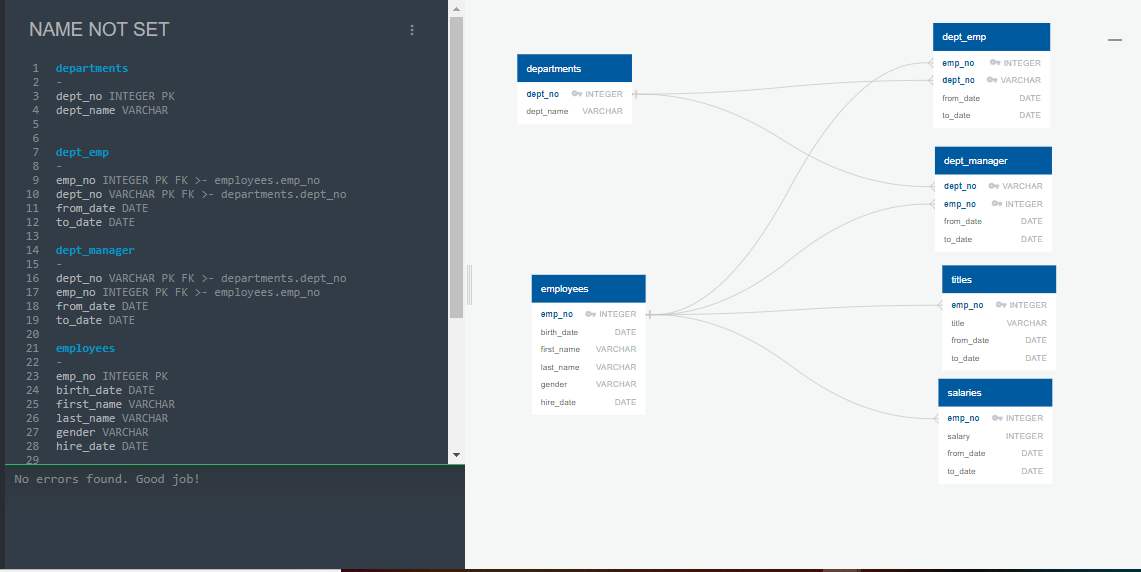 NAME NOT SET
1 departments
2 -
3 dept_no INTEGER PK
4 dept_name VARCHAR
5
6
7 dept_emp
8 -
9 emp_no INTEGER PK FK >- employees.emp_no
10 dept_no VARCHAR PK FK >- departments.dept_no
11 from_date DATE
12 to_date DATE
13
14 dept_manager
15 -
16 dept_no VARCHAR PK FK >- departments.dept_no
17 emp_no INTEGER PK FK >- employees.emp_no
18 from_date DATE
19 to_date DATE
20
21 employees
22 -
23 emp_no INTEGER PK
24 birth_date DATE
25 first_name VARCHAR
26 last_name VARCHAR
27 gender VARCHAR
28 hire_date DATE
29
No errors found. Good job!
departments
dept_no INTEGER
dept_name VARCHAR
employees
emp_no INTEGER
birth_date DATE
first_name VARCHAR
last_name VARCHAR
gender VARCHAR
hire_date DATE
dept_emp
emp_no INTEGER
dept_no VARCHAR
from_date DATE
to_date DATE
dept_manager
dept_no VARCHAR
emp_no INTEGER
from_date DATE
to_date DATE
titles
emp_no INTEGER
title VARCHAR
from_date DATE
to_date DATE
salaries
emp_no INTEGER
salary INTEGER
from_date DATE
to_date DATE